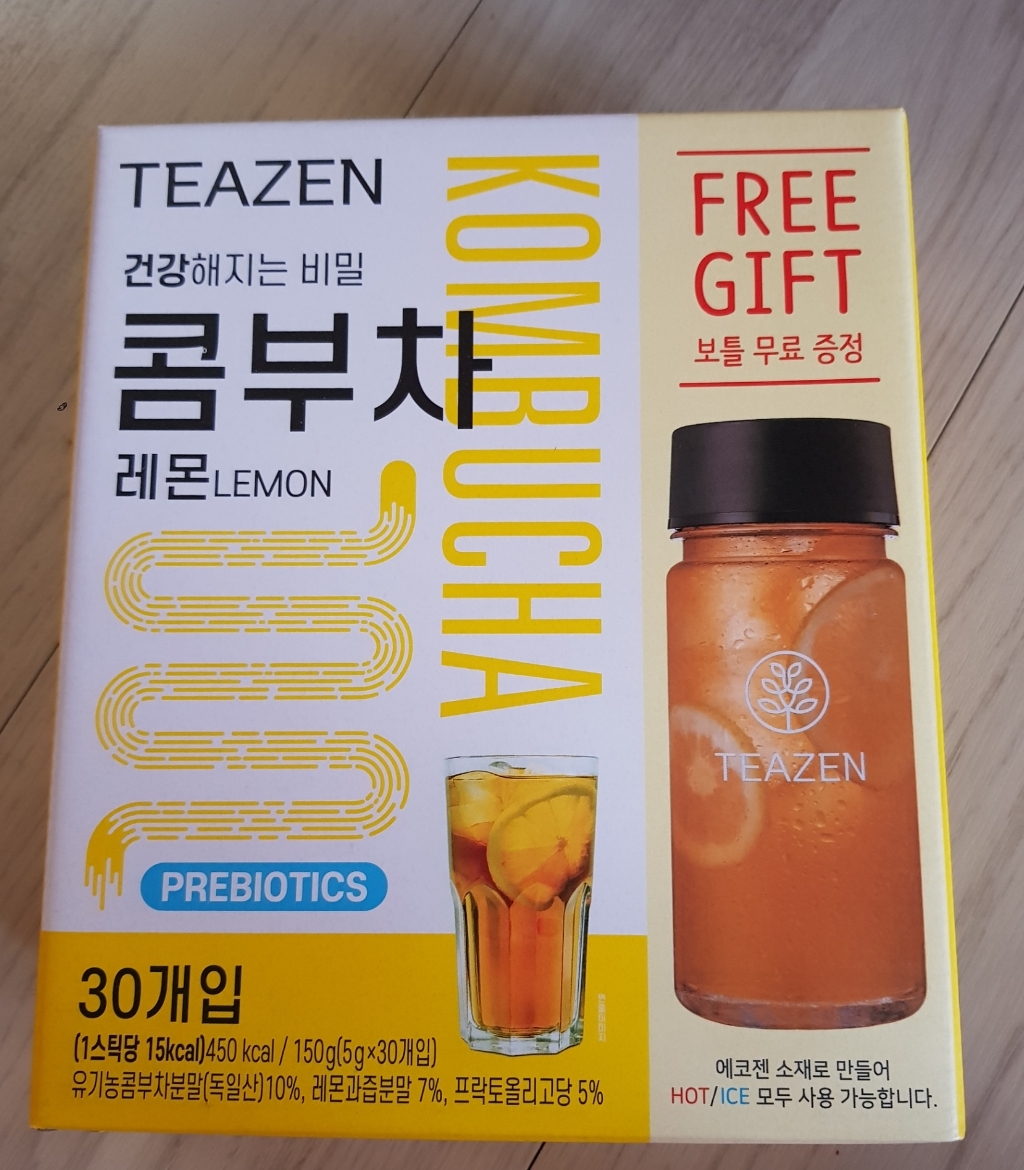 TEAZEN
건강해지는 비밀
콤부차
레몬LEMON
KOMBUCHA
PREBIOTICS
30개입
(1스틱당 15kcal)450 kcal / 150g(5g×30개입)
유기농콤부차분말(독일산)10%, 레몬과즙분말 7%, 프락토올리고당 5%
FREE
GIFT
보틀 무료 증정
TEAZEN
에코젠 소재로 만들어
HOT/ICE 모두 사용 가능합니다.